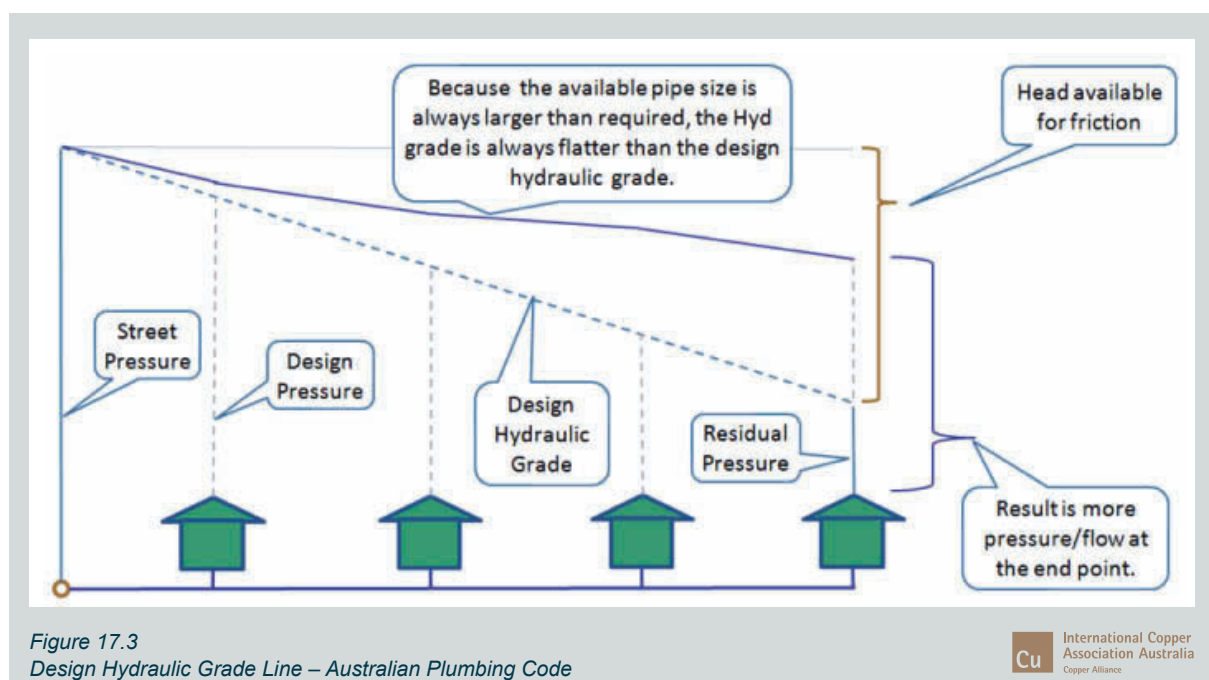 Because the available pipe size is
always larger than required, the Hyd
grade is always flatter than the design
hydraulic grade.
Head available
for friction
Street
Pressure
Design
Pressure
Design
Hydraulic
Grade
Residual
Pressure
Result is more
pressure/flow at
the end point.
Figure 17.3
Design Hydraulic Grade Line – Australian Plumbing Code
Cu
International Copper
Association Australia
Copper Alliance